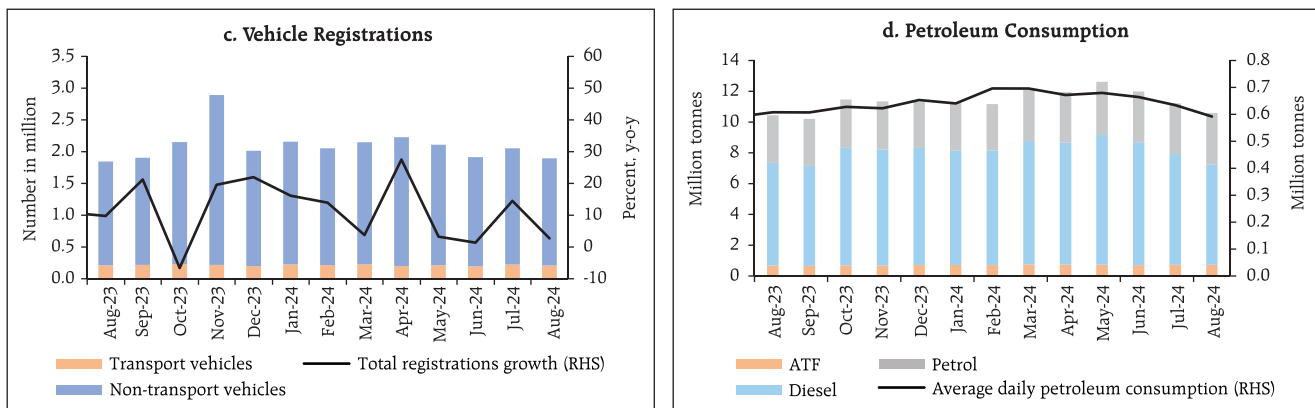 c. Vehicle Registrations
Number in million
3.5
3.0
2.5
2.0
1.5
1.0
0.5
0.0
60
50
40
30
20
10
0
-10
Percent, y-o-y
Aug-23
Sep-23
Oct-23
Nov-23
Dec-23
Jan-24
Feb-24
Mar-24
Apr-24
May-24
Jun-24
Jul-24
Aug-24
Transport vehicles
Total registrations growth (RHS)
Non-transport vehicles
d. Petroleum Consumption
Million tonnes
14
12
10
8
6
4
2
0
0.8
0.7
0.6
0.5
0.4
0.3
0.2
0.1
0.0
Million tonnes
Aug-23
Sep-23
Oct-23
Nov-23
Dec-23
Jan-24
Feb-24
Mar-24
Apr-24
May-24
Jun-24
Jul-24
Aug-24
ATF
Petrol
Diesel
Average daily petroleum consumption (RHS)